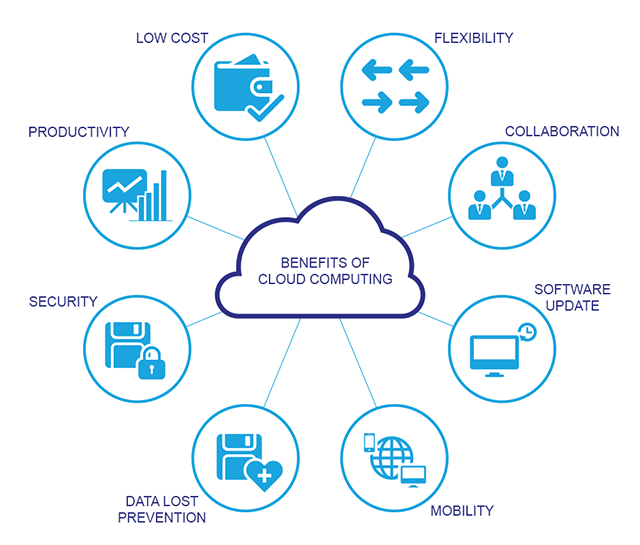 LOW COST
FLEXIBILITY
PRODUCTIVITY
COLLABORATION
BENEFITS OF
CLOUD COMPUTING
SECURITY
SOFTWARE
UPDATE
DATA LOST
PREVENTION
MOBILITY